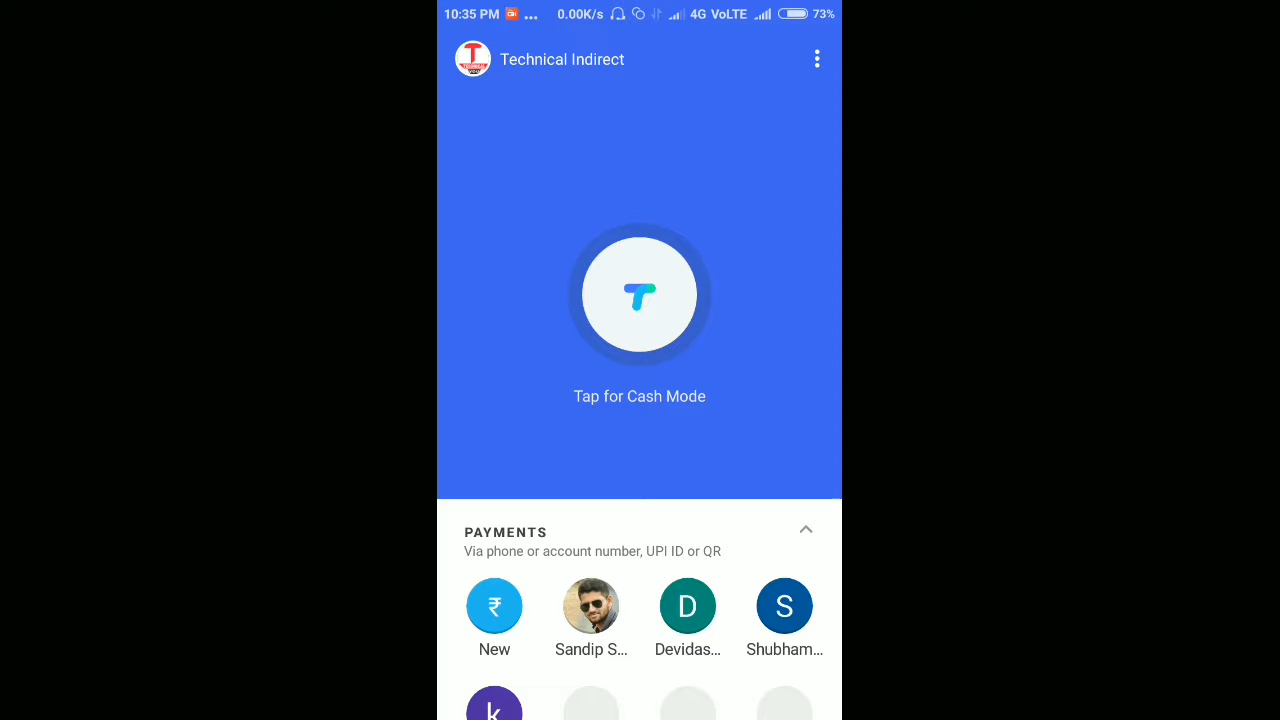 10:35 PM ... 0.00K/s 4G VoLTE 73%
T
TECHNICAL
Technical Indirect
Tap for Cash Mode
PAYMENTS
Via phone or account number, UPI ID or QR
₹ D S
New Sandip S... Devidas... Shubham...
k